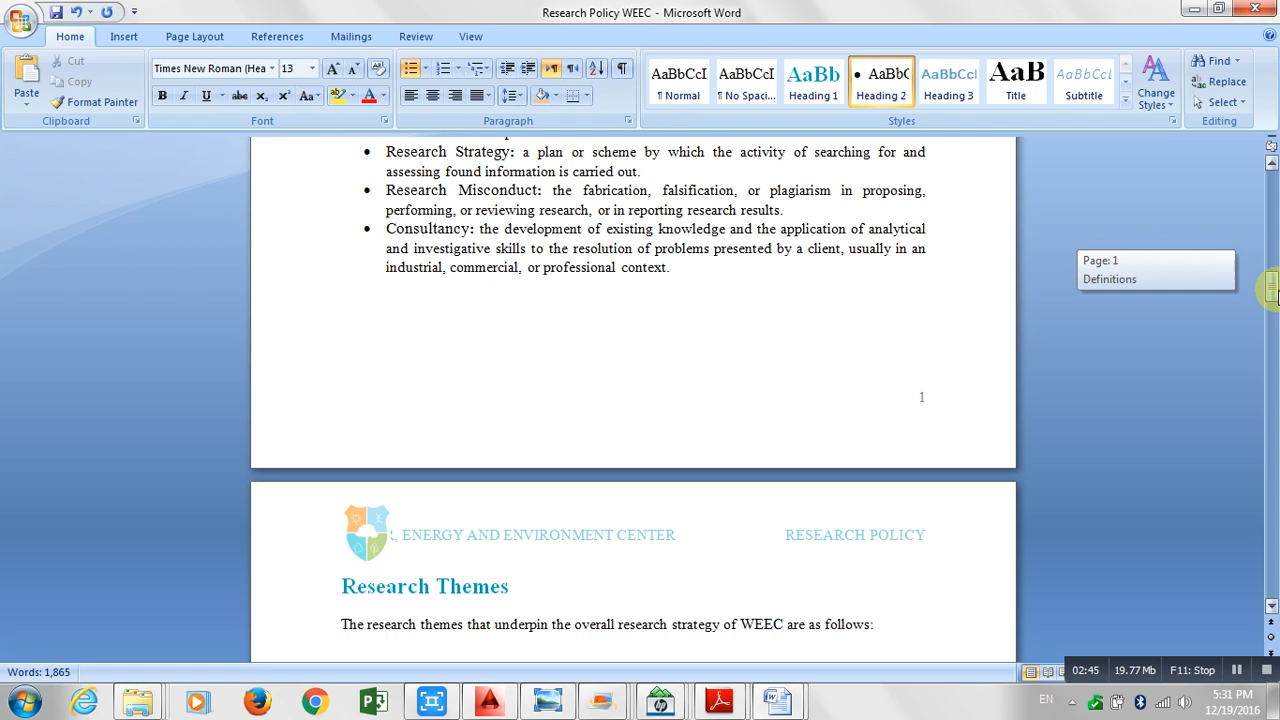 Research Policy WEEC - Microsoft Word
Home Insert Page Layout References Mailings Review View
Paste
Cut
Copy
Format Painter
Clipboard
Times New Roman (Hea 13
B I U abc x₂ x² Aa
Font
Paragraph
AaBbCcI AaBbCcI AaBb AaBbC AaBbCcI AaB AaBbCcI
¶ Normal ¶ No Spaci... Heading 1 Heading 2 Heading 3 Title Subtitle
Change
Styles
Styles
Find
Replace
Select
Editing
• Research Strategy: a plan or scheme by which the activity of searching for and
assessing found information is carried out.
• Research Misconduct: the fabrication, falsification, or plagiarism in proposing,
performing, or reviewing research, or in reporting research results.
• Consultancy: the development of existing knowledge and the application of analytical
and investigative skills to the resolution of problems presented by a client, usually in an
industrial, commercial, or professional context.
Page: 1
Definitions
1
, ENERGY AND ENVIRONMENT CENTER RESEARCH POLICY
Research Themes
The research themes that underpin the overall research strategy of WEEC are as follows:
Words: 1,865
02:45 19.77 Mb F11: Stop
EN
5:31 PM
12/19/2016